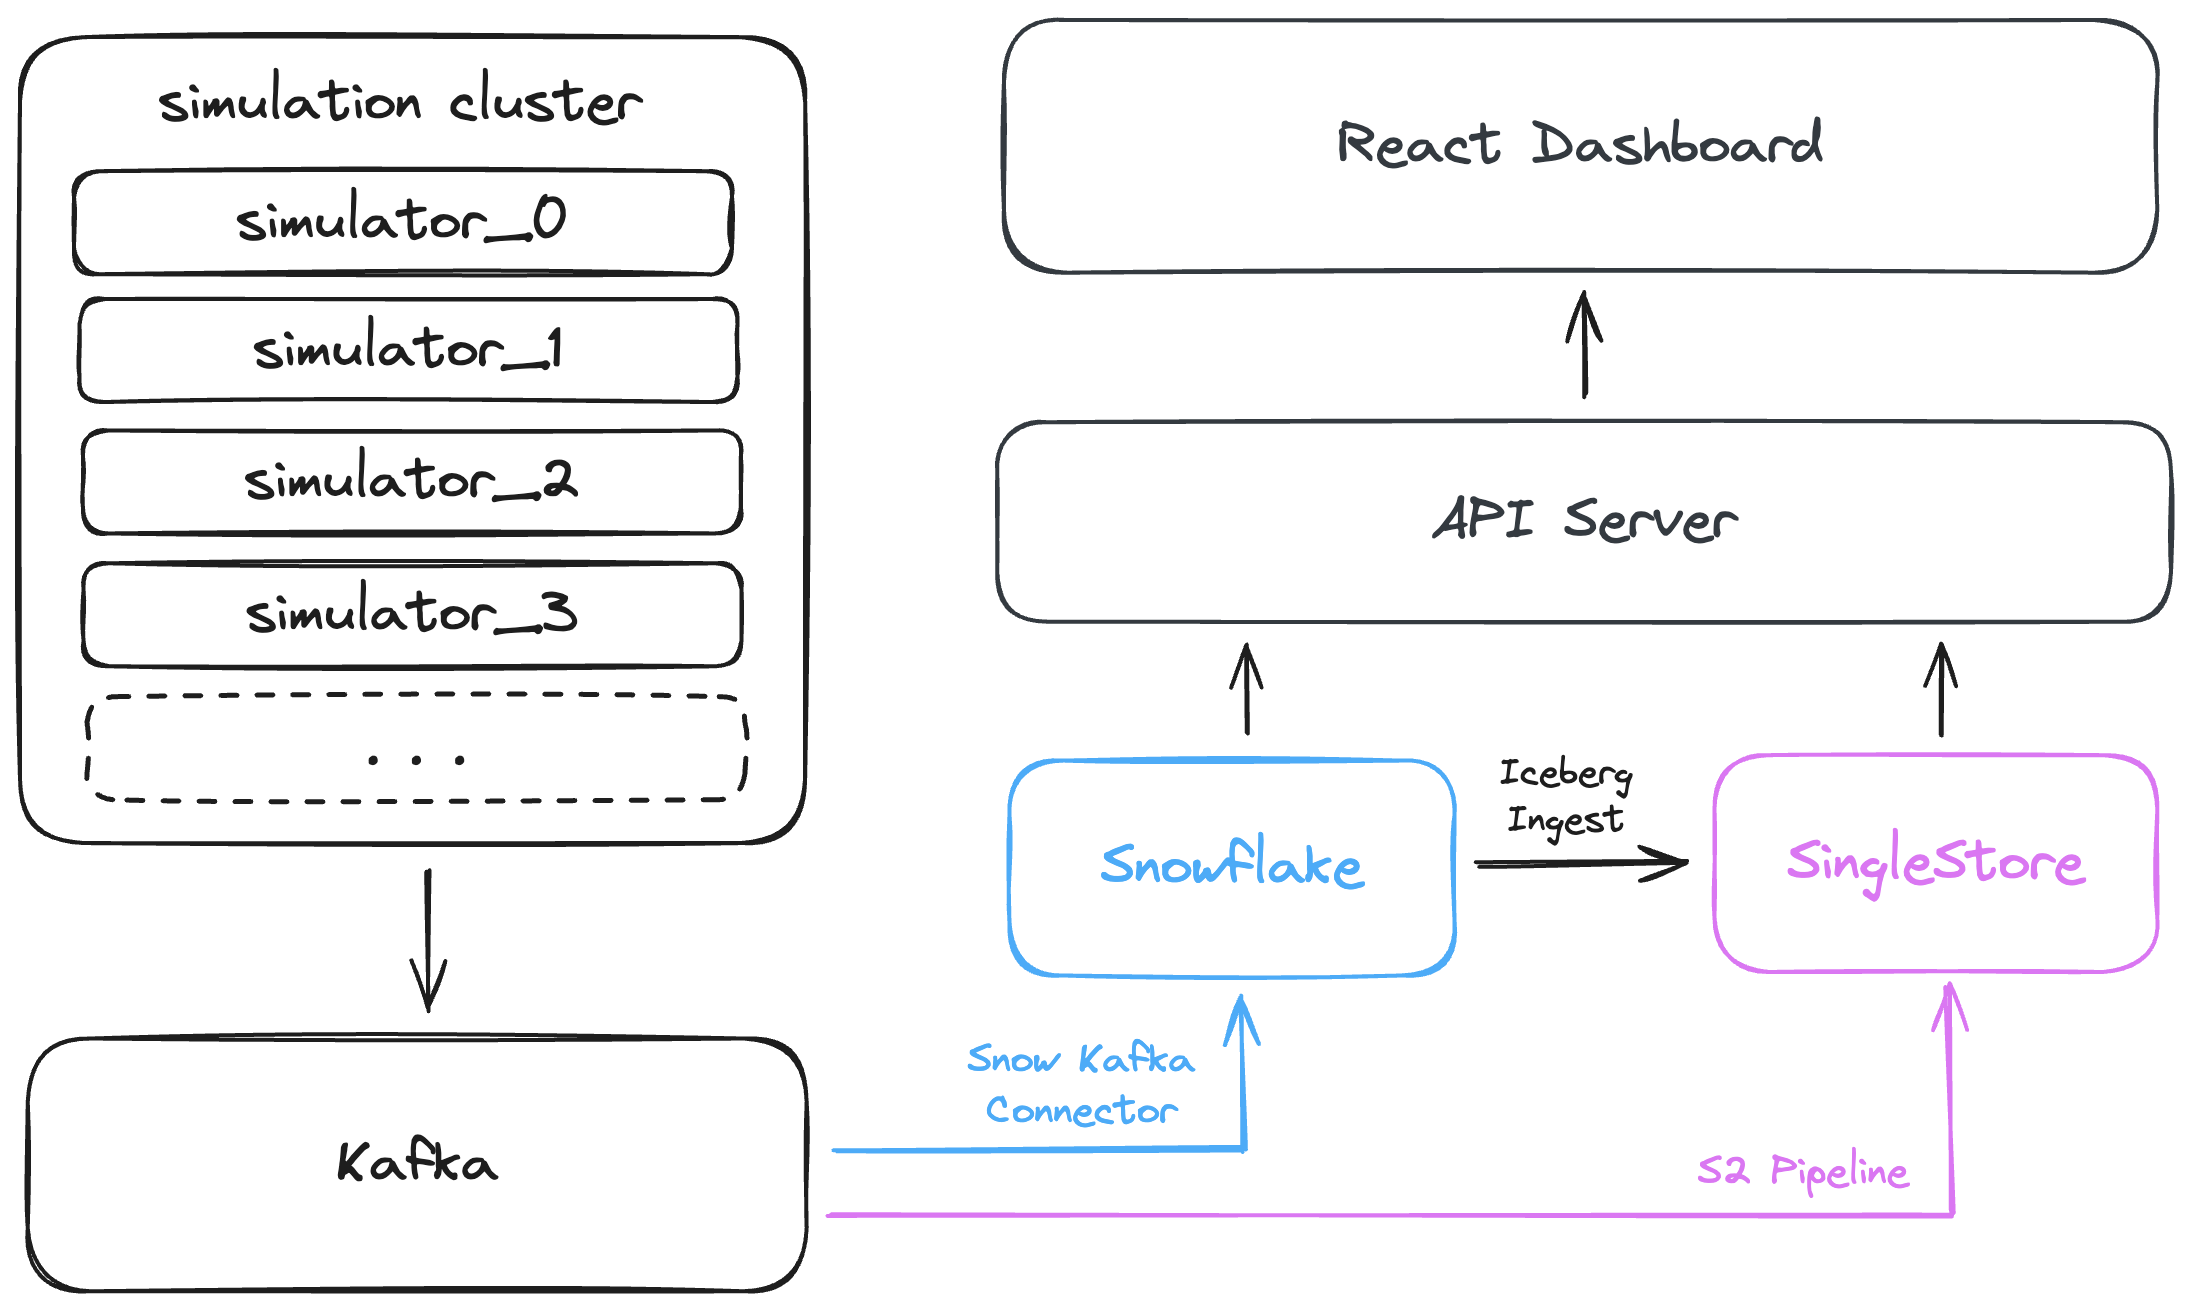 simulation cluster
simulator_0
simulator_1
simulator_2
simulator_3
...
Kafka
React Dashboard
API Server
Snowflake
Iceberg
Ingest
SingleStore
Snow Kafka
Connector
S2 Pipeline